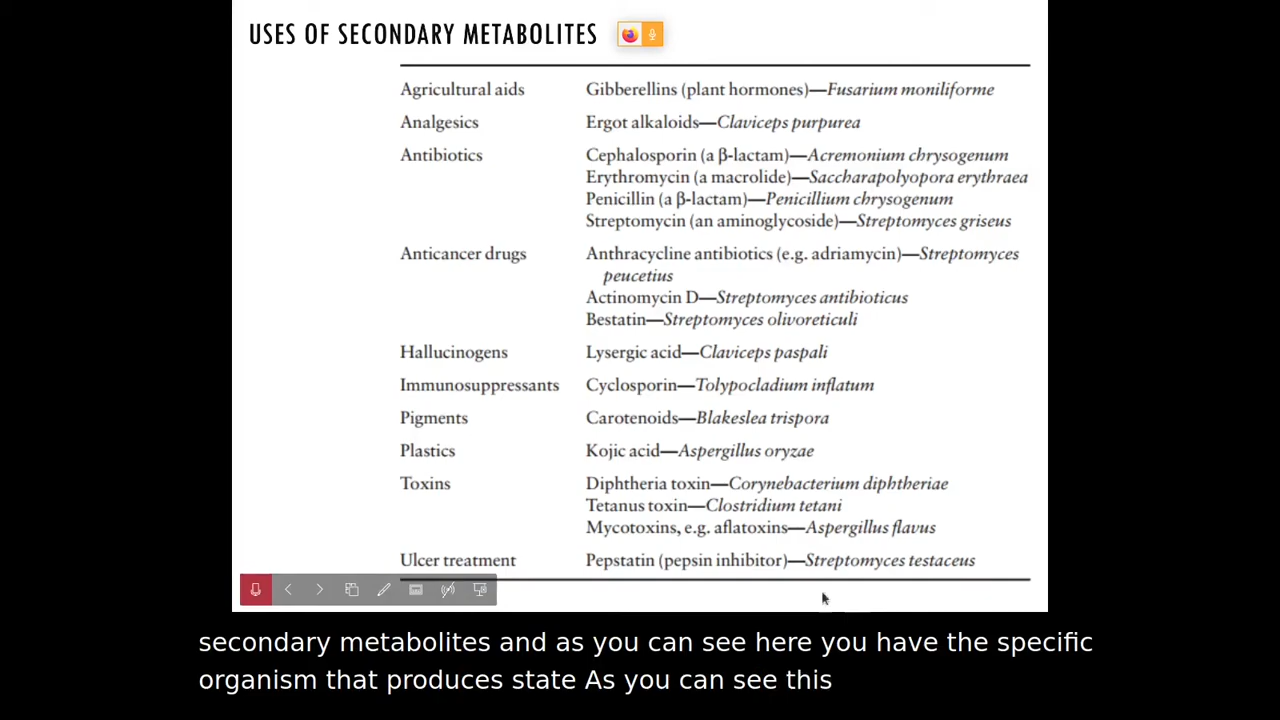 USES OF SECONDARY METABOLITES
Agricultural aids Gibberellins (plant hormones)—Fusarium moniliforme
Analgesics Ergot alkaloids—Claviceps purpurea
Antibiotics Cephalosporin (a β-lactam)—Acremonium chrysogenum
Erythromycin (a macrolide)—Saccharapolyopora erythraea
Penicillin (a β-lactam)—Penicillium chrysogenum
Streptomycin (an aminoglycoside)—Streptomyces griseus
Anticancer drugs Anthracycline antibiotics (e.g. adriamycin)—Streptomyces
peucetius
Actinomycin D—Streptomyces antibioticus
Bestatin—Streptomyces olivoreticuli
Hallucinogens Lysergic acid—Claviceps paspali
Immunosuppressants Cyclosporin—Tolypocladium inflatum
Pigments Carotenoids—Blakeslea trispora
Plastics Kojic acid—Aspergillus oryzae
Toxins Diphtheria toxin—Corynebacterium diphtheriae
Tetanus toxin—Clostridium tetani
Mycotoxins, e.g. aflatoxins—Aspergillus flavus
Ulcer treatment Pepstatin (pepsin inhibitor)—Streptomyces testaceus
secondary metabolites and as you can see here you have the specific
organism that produces state As you can see this